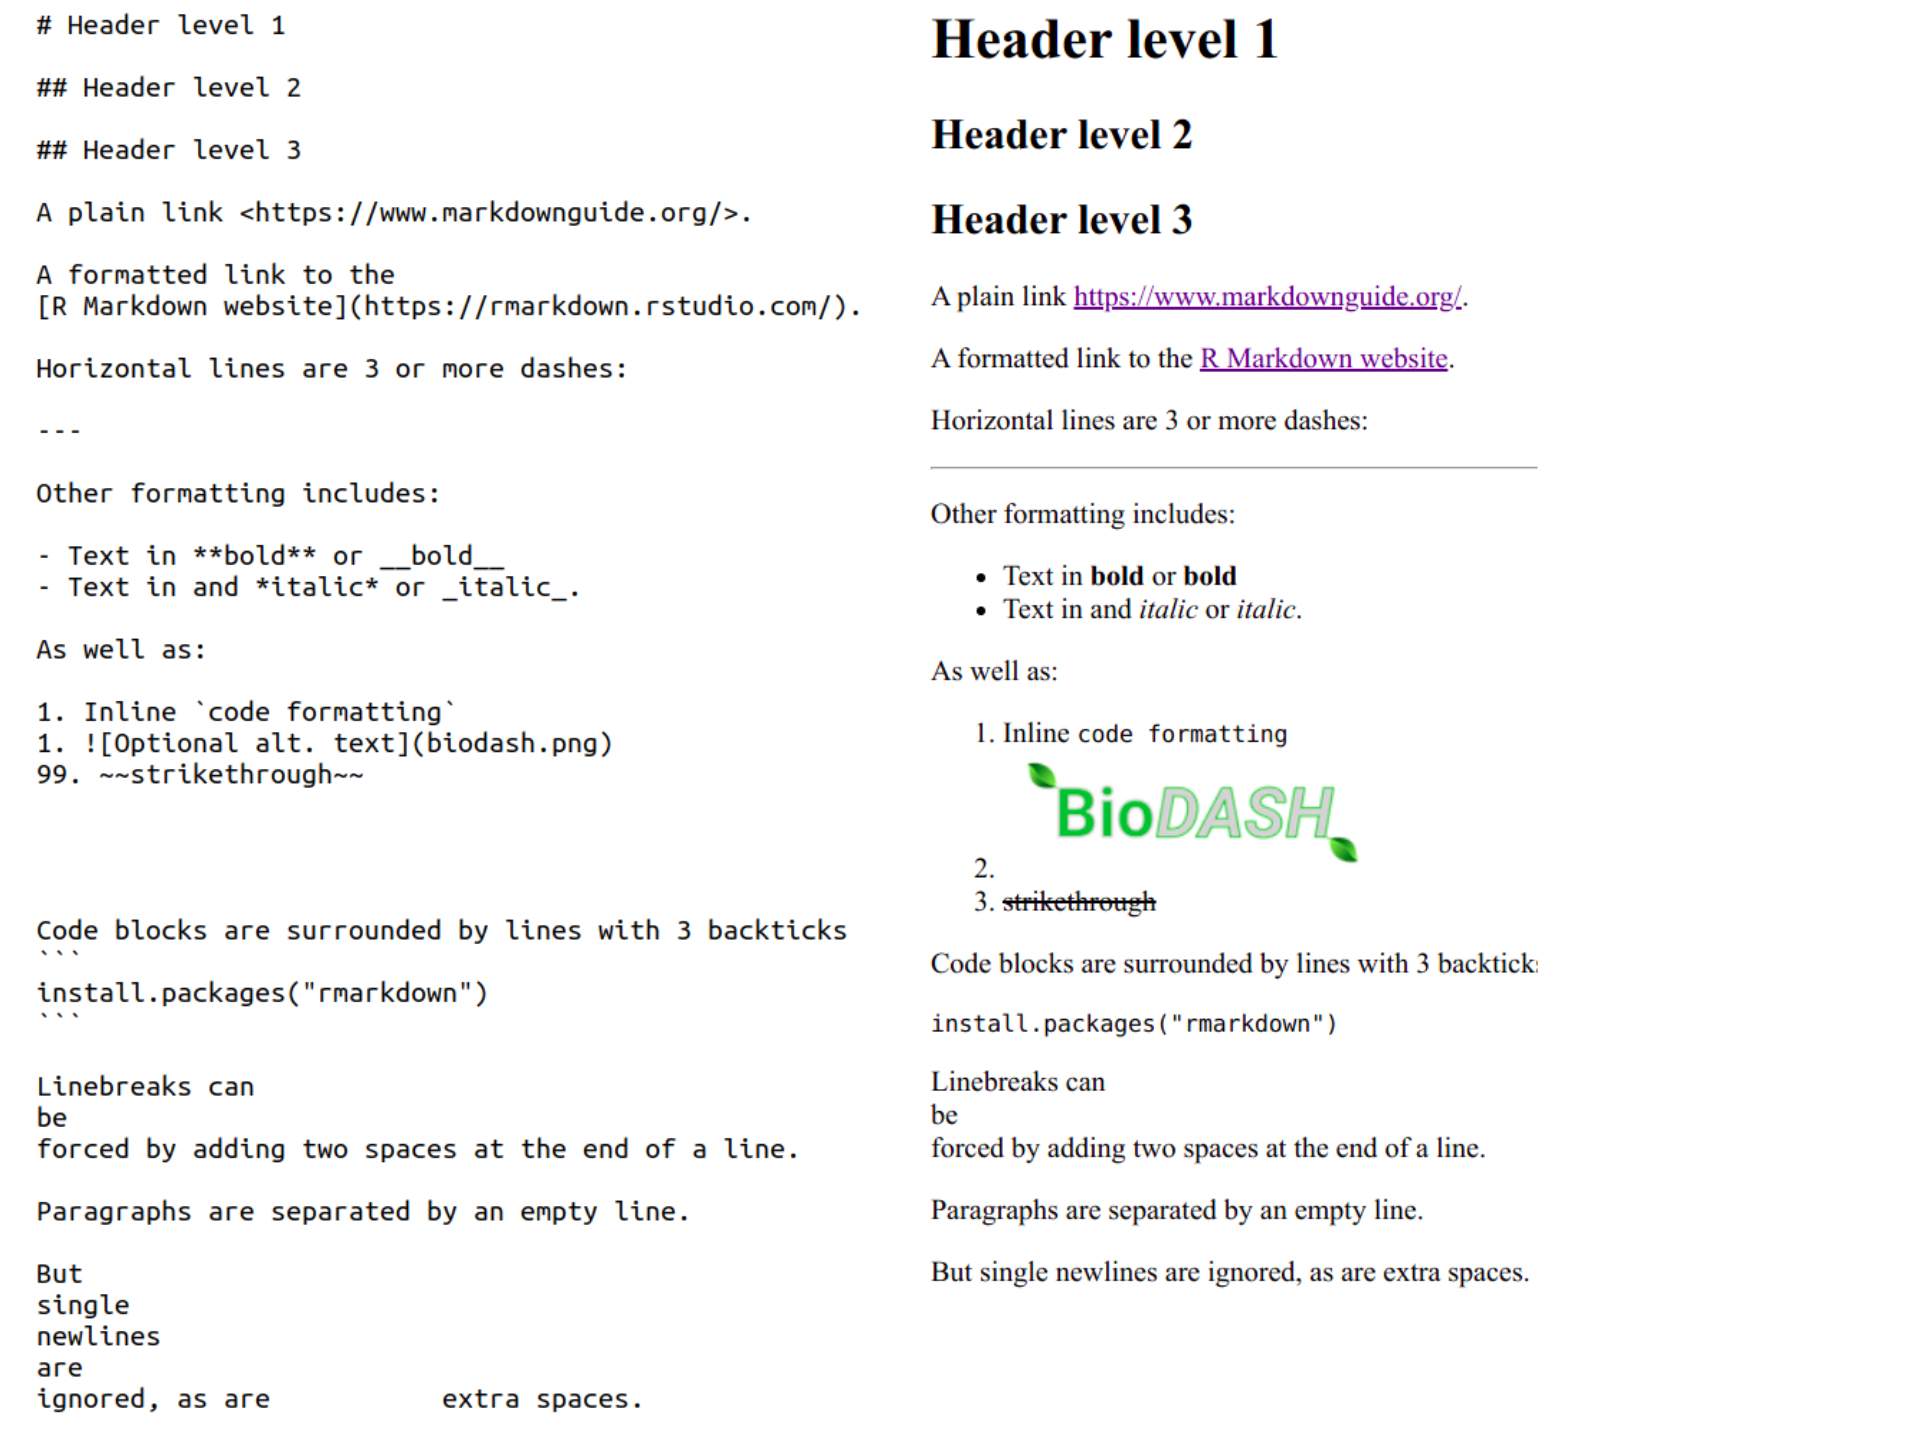 # Header level 1
## Header level 2
## Header level 3
A plain link <https://www.markdownguide.org/>.
A formatted link to the
[R Markdown website](https://rmarkdown.rstudio.com/).
Horizontal lines are 3 or more dashes:
---
Other formatting includes:
- Text in **bold** or __bold__
- Text in and *italic* or _italic_.
As well as:
1. Inline `code formatting`
1. ![Optional alt. text](biodash.png)
99. ~~strikethrough~~
Code blocks are surrounded by lines with 3 backticks
```
install.packages("rmarkdown")
```
Linebreaks can
be
forced by adding two spaces at the end of a line.
Paragraphs are separated by an empty line.
But
single
newlines
are
ignored, as are           extra spaces.
Header level 1
Header level 2
Header level 3
A plain link https://www.markdownguide.org/.
A formatted link to the R Markdown website.
Horizontal lines are 3 or more dashes:
Other formatting includes:
• Text in bold or bold
• Text in and italic or italic.
As well as:
1. Inline code formatting
BioDASH
2.
3. strikethrough
Code blocks are surrounded by lines with 3 backtick
install.packages("rmarkdown")
Linebreaks can
be
forced by adding two spaces at the end of a line.
Paragraphs are separated by an empty line.
But single newlines are ignored, as are extra spaces.